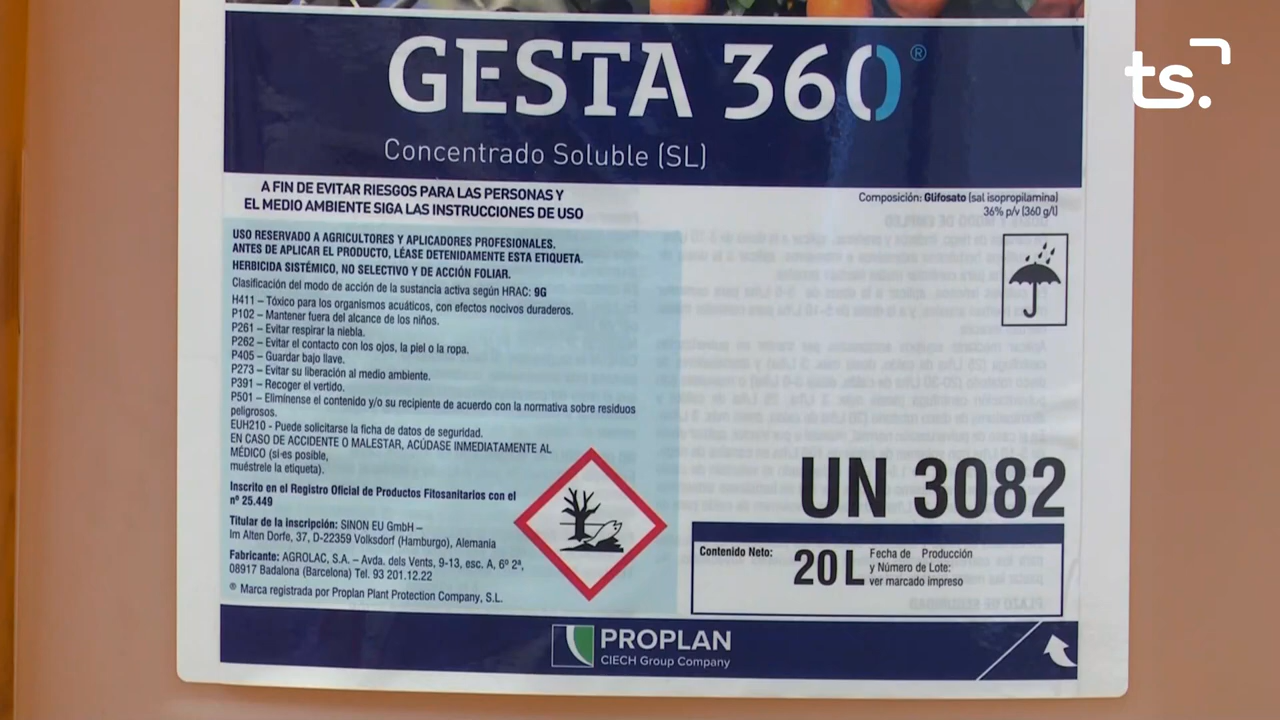 ts.
GESTA 360®
Concentrado Soluble (SL)
A FIN DE EVITAR RIESGOS PARA LAS PERSONAS Y
EL MEDIO AMBIENTE SIGA LAS INSTRUCCIONES DE USO
Composición: Glifosato (sal isopropilamina)
36% p/v (360 g/l)
USO RESERVADO A AGRICULTORES Y APLICADORES PROFESIONALES.
ANTES DE APLICAR EL PRODUCTO, LÉASE DETENIDAMENTE ESTA ETIQUETA.
HERBICIDA SISTÉMICO, NO SELECTIVO Y DE ACCIÓN FOLIAR.
Clasificación del modo de acción de la sustancia activa según HRAC: 9G
H411 – Tóxico para los organismos acuáticos, con efectos nocivos duraderos.
P102 – Mantener fuera del alcance de los niños.
P261 – Evitar respirar la niebla.
P262 – Evitar el contacto con los ojos, la piel o la ropa.
P405 – Guardar bajo llave.
P273 – Evitar su liberación al medio ambiente.
P391 – Recoger el vertido.
P501 – Elimínense el contenido y/o su recipiente de acuerdo con la normativa sobre residuos
peligrosos.
EUH210 - Puede solicitarse la ficha de datos de seguridad.
EN CASO DE ACCIDENTE O MALESTAR, ACÚDASE INMEDIATAMENTE AL
MÉDICO (si es posible,
muéstrele la etiqueta).
Inscrito en el Registro Oficial de Productos Fitosanitarios con el
nº 25.449
Titular de la inscripción: SINON EU GmbH –
Im Alten Dorfe, 37, D-22359 Volksdorf (Hamburgo), Alemania
Fabricante: AGROLAC, S.A. – Avda. dels Vents, 9-13, esc. A, 6º 2ª,
08917 Badalona (Barcelona) Tel. 93 201.12.22
® Marca registrada por Proplan Plant Protection Company, S.L.
UN 3082
Contenido Neto: 20 L
Fecha de Producción
y Número de Lote:
ver marcado impreso
PROPLAN
CIECH Group Company